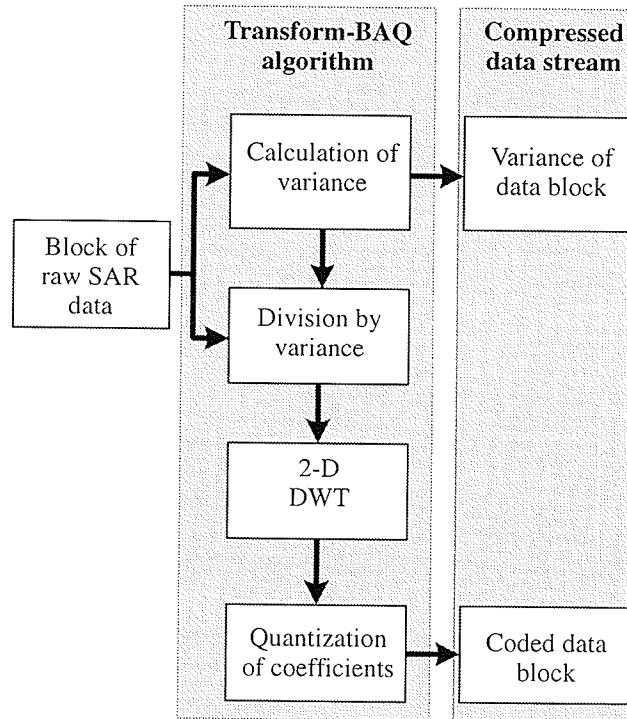 Transform-BAQ
algorithm
Compressed
data stream
Calculation of
variance
Variance of
data block
Block of
raw SAR
data
Division by
variance
2-D
DWT
Quantization
of coefficients
Coded data
block